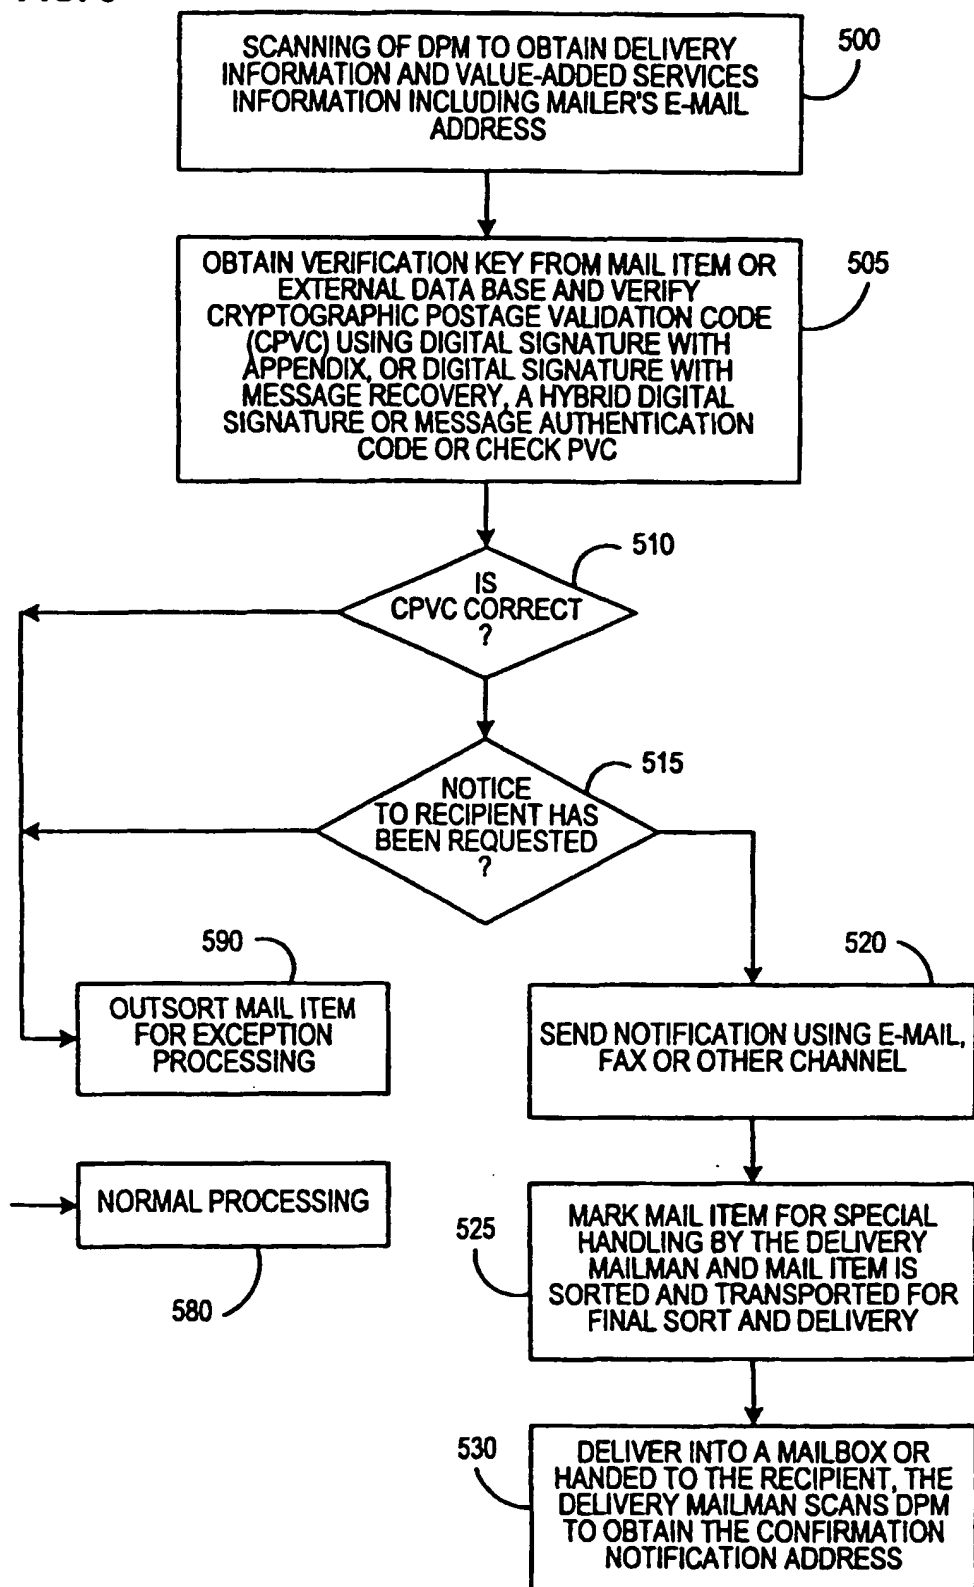 SCANNING OF DPM TO OBTAIN DELIVERY
INFORMATION AND VALUE-ADDED SERVICES
INFORMATION INCLUDING MAILER'S E-MAIL
ADDRESS
500
OBTAIN VERIFICATION KEY FROM MAIL ITEM OR
EXTERNAL DATA BASE AND VERIFY
CRYPTOGRAPHIC POSTAGE VALIDATION CODE
(CPVC) USING DIGITAL SIGNATURE WITH
APPENDIX, OR DIGITAL SIGNATURE WITH
MESSAGE RECOVERY, A HYBRID DIGITAL
SIGNATURE OR MESSAGE AUTHENTICATION
CODE OR CHECK PVC
505
IS
CPVC CORRECT
?
510
NOTICE
TO RECIPIENT HAS
BEEN REQUESTED
?
515
590
OUTSORT MAIL ITEM
FOR EXCEPTION
PROCESSING
520
SEND NOTIFICATION USING E-MAIL,
FAX OR OTHER CHANNEL
NORMAL PROCESSING
580
525
MARK MAIL ITEM FOR SPECIAL
HANDLING BY THE DELIVERY
MAILMAN AND MAIL ITEM IS
SORTED AND TRANSPORTED FOR
FINAL SORT AND DELIVERY
530
DELIVER INTO A MAILBOX OR
HANDED TO THE RECIPIENT, THE
DELIVERY MAILMAN SCANS DPM
TO OBTAIN THE CONFIRMATION
NOTIFICATION ADDRESS